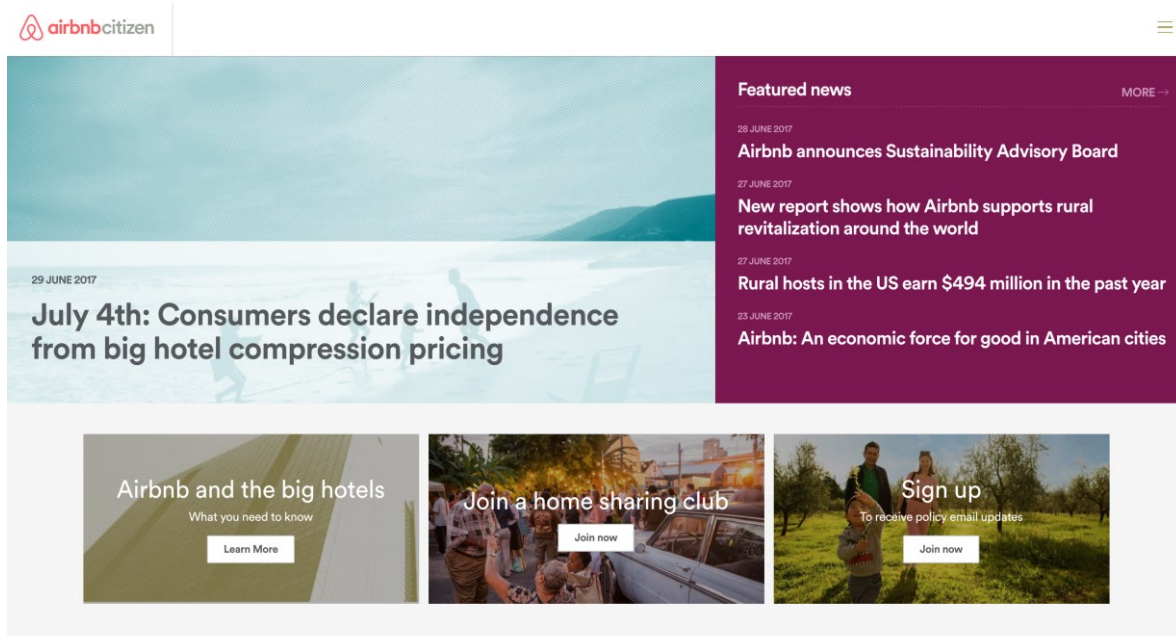 airbnbcitizen
29 JUNE 2017
July 4th: Consumers declare independence
from big hotel compression pricing
Featured news
MORE→
28 JUNE 2017
Airbnb announces Sustainability Advisory Board
27 JUNE 2017
New report shows how Airbnb supports rural
revitalization around the world
27 JUNE 2017
Rural hosts in the US earn $494 million in the past year
23 JUNE 2017
Airbnb: An economic force for good in American cities
Airbnb and the big hotels
What you need to know
Learn More
Join a home sharing club
Join now
Sign up
To receive policy email updates
Join now